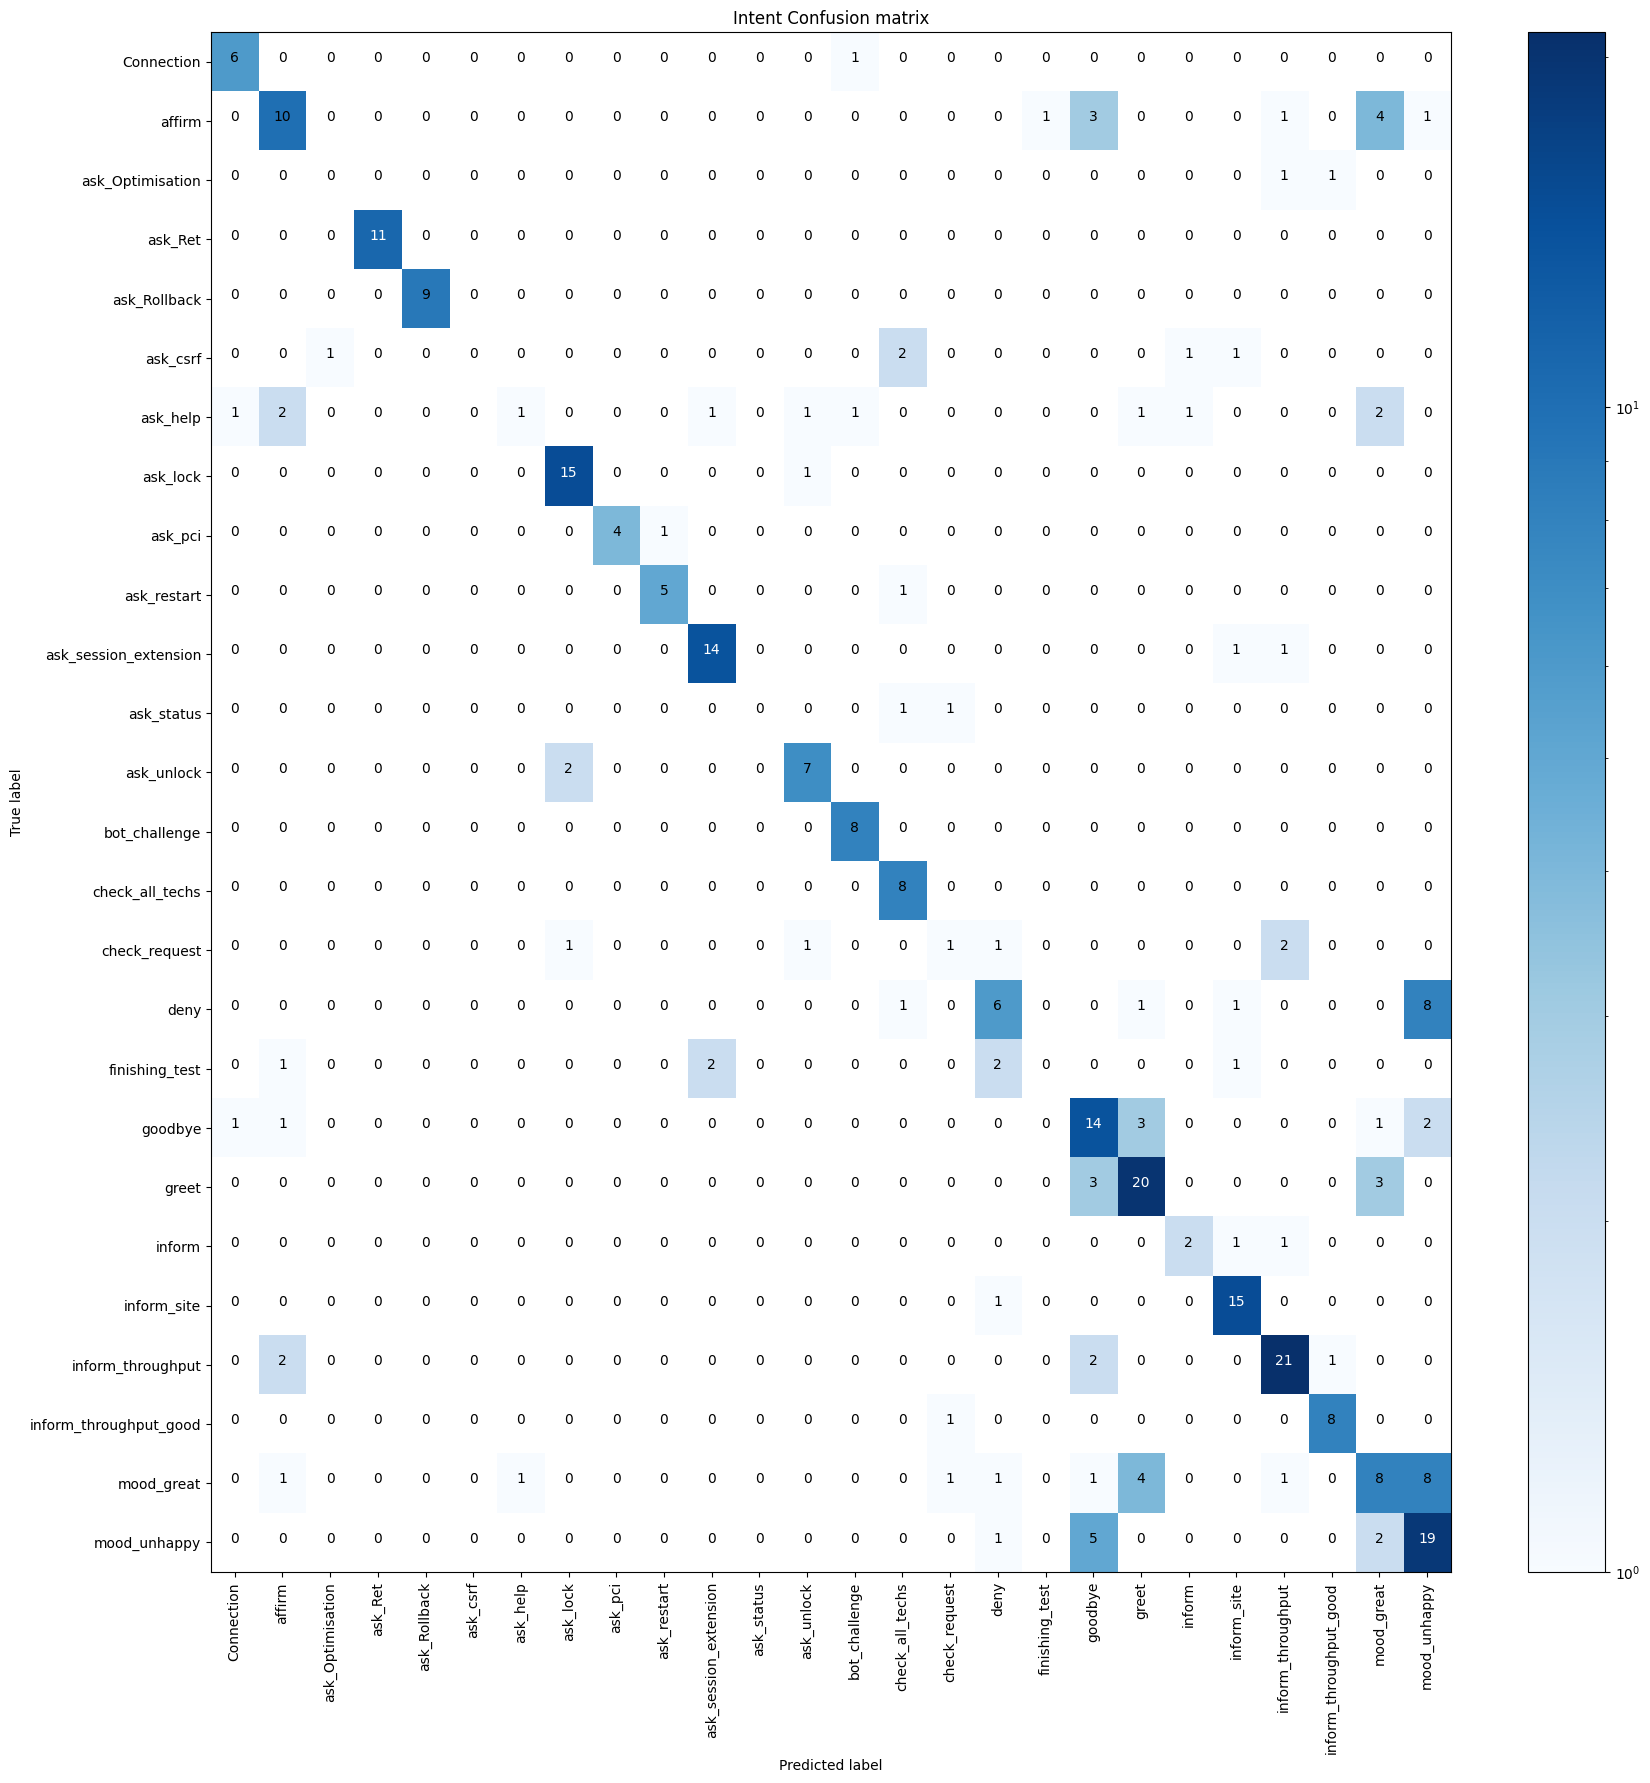 Intent Confusion matrix
Connection 6 0 0 0 0 0 0 0 0 0 0 0 0 1 0 0 0 0 0 0 0 0 0 0 0 0
affirm 0 10 0 0 0 0 0 0 0 0 0 0 0 0 0 0 0 1 3 0 0 0 1 0 4 1
ask_Optimisation 0 0 0 0 0 0 0 0 0 0 0 0 0 0 0 0 0 0 0 0 0 0 1 1 0 0
ask_Ret 0 0 0 11 0 0 0 0 0 0 0 0 0 0 0 0 0 0 0 0 0 0 0 0 0 0
ask_Rollback 0 0 0 0 9 0 0 0 0 0 0 0 0 0 0 0 0 0 0 0 0 0 0 0 0 0
ask_csrf 0 0 1 0 0 0 0 0 0 0 0 0 0 0 2 0 0 0 0 0 1 1 0 0 0 0
ask_help 1 2 0 0 0 0 1 0 0 0 1 0 1 1 0 0 0 0 0 1 1 0 0 0 2 0
ask_lock 0 0 0 0 0 0 0 15 0 0 0 0 1 0 0 0 0 0 0 0 0 0 0 0 0 0
ask_pci 0 0 0 0 0 0 0 0 4 1 0 0 0 0 0 0 0 0 0 0 0 0 0 0 0 0
ask_restart 0 0 0 0 0 0 0 0 0 5 0 0 0 0 1 0 0 0 0 0 0 0 0 0 0 0
ask_session_extension 0 0 0 0 0 0 0 0 0 0 14 0 0 0 0 0 0 0 0 0 0 1 1 0 0 0
ask_status 0 0 0 0 0 0 0 0 0 0 0 0 0 0 1 1 0 0 0 0 0 0 0 0 0 0
ask_unlock 0 0 0 0 0 0 0 2 0 0 0 0 7 0 0 0 0 0 0 0 0 0 0 0 0 0
bot_challenge 0 0 0 0 0 0 0 0 0 0 0 0 0 8 0 0 0 0 0 0 0 0 0 0 0 0
check_all_techs 0 0 0 0 0 0 0 0 0 0 0 0 0 0 8 0 0 0 0 0 0 0 0 0 0 0
check_request 0 0 0 0 0 0 0 1 0 0 0 0 1 0 0 1 1 0 0 0 0 0 2 0 0 0
deny 0 0 0 0 0 0 0 0 0 0 0 0 0 0 1 0 6 0 0 1 0 1 0 0 0 8
finishing_test 0 1 0 0 0 0 0 0 0 0 2 0 0 0 0 0 2 0 0 0 0 1 0 0 0 0
goodbye 1 1 0 0 0 0 0 0 0 0 0 0 0 0 0 0 0 0 14 3 0 0 0 0 1 2
greet 0 0 0 0 0 0 0 0 0 0 0 0 0 0 0 0 0 0 3 20 0 0 0 0 3 0
inform 0 0 0 0 0 0 0 0 0 0 0 0 0 0 0 0 0 0 0 0 2 1 1 0 0 0
inform_site 0 0 0 0 0 0 0 0 0 0 0 0 0 0 0 0 1 0 0 0 0 15 0 0 0 0
inform_throughput 0 2 0 0 0 0 0 0 0 0 0 0 0 0 0 0 0 0 2 0 0 0 21 1 0 0
inform_throughput_good 0 0 0 0 0 0 0 0 0 0 0 0 0 0 0 1 0 0 0 0 0 0 0 8 0 0
mood_great 0 1 0 0 0 0 1 0 0 0 0 0 0 0 0 1 1 0 1 4 0 0 1 0 8 8
mood_unhappy 0 0 0 0 0 0 0 0 0 0 0 0 0 0 0 0 1 0 5 0 0 0 0 0 2 19
True label
Connection
affirm
ask_Optimisation
ask_Ret
ask_Rollback
ask_csrf
ask_help
ask_lock
ask_pci
ask_restart
ask_session_extension
ask_status
ask_unlock
bot_challenge
check_all_techs
check_request
deny
finishing_test
goodbye
greet
inform
inform_site
inform_throughput
inform_throughput_good
mood_great
mood_unhappy
Predicted label
10¹
10⁰